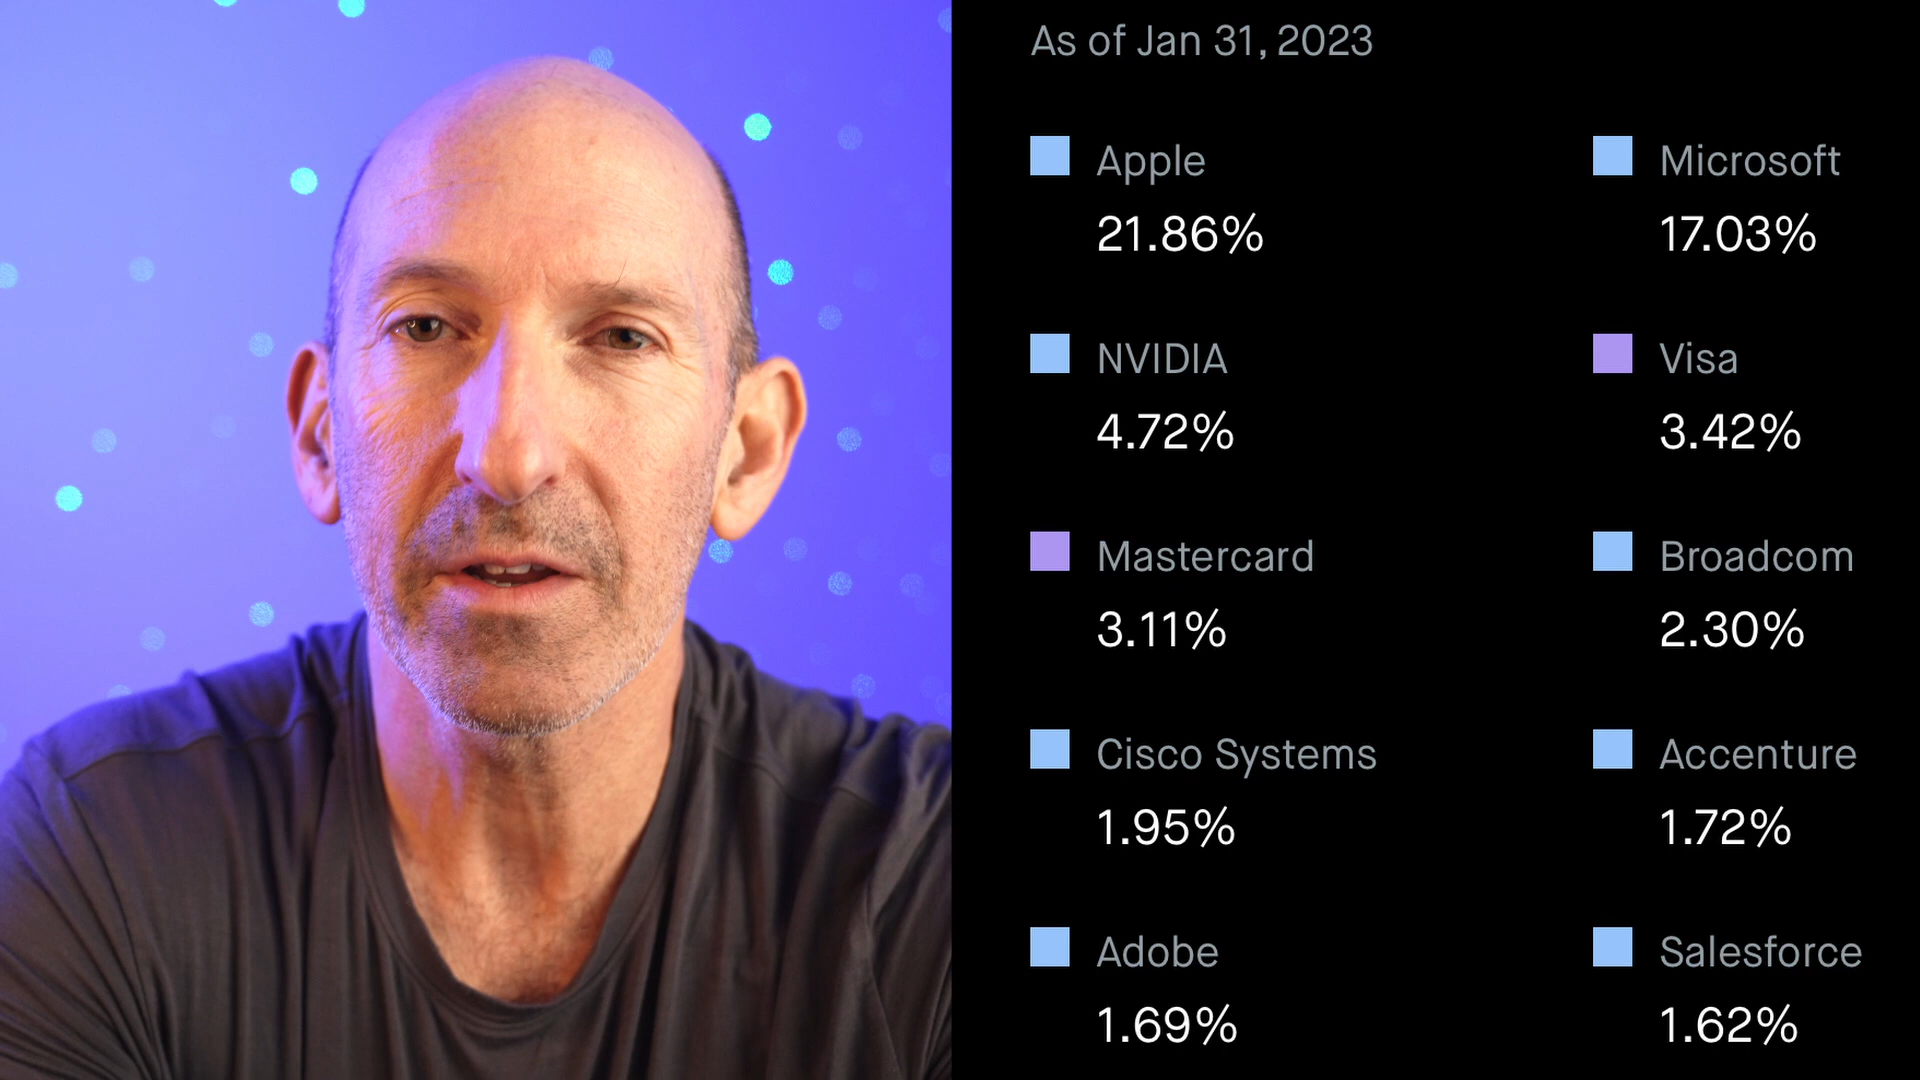 As of Jan 31, 2023
Apple
21.86%
Microsoft
17.03%
NVIDIA
4.72%
Visa
3.42%
Mastercard
3.11%
Broadcom
2.30%
Cisco Systems
1.95%
Accenture
1.72%
Adobe
1.69%
Salesforce
1.62%